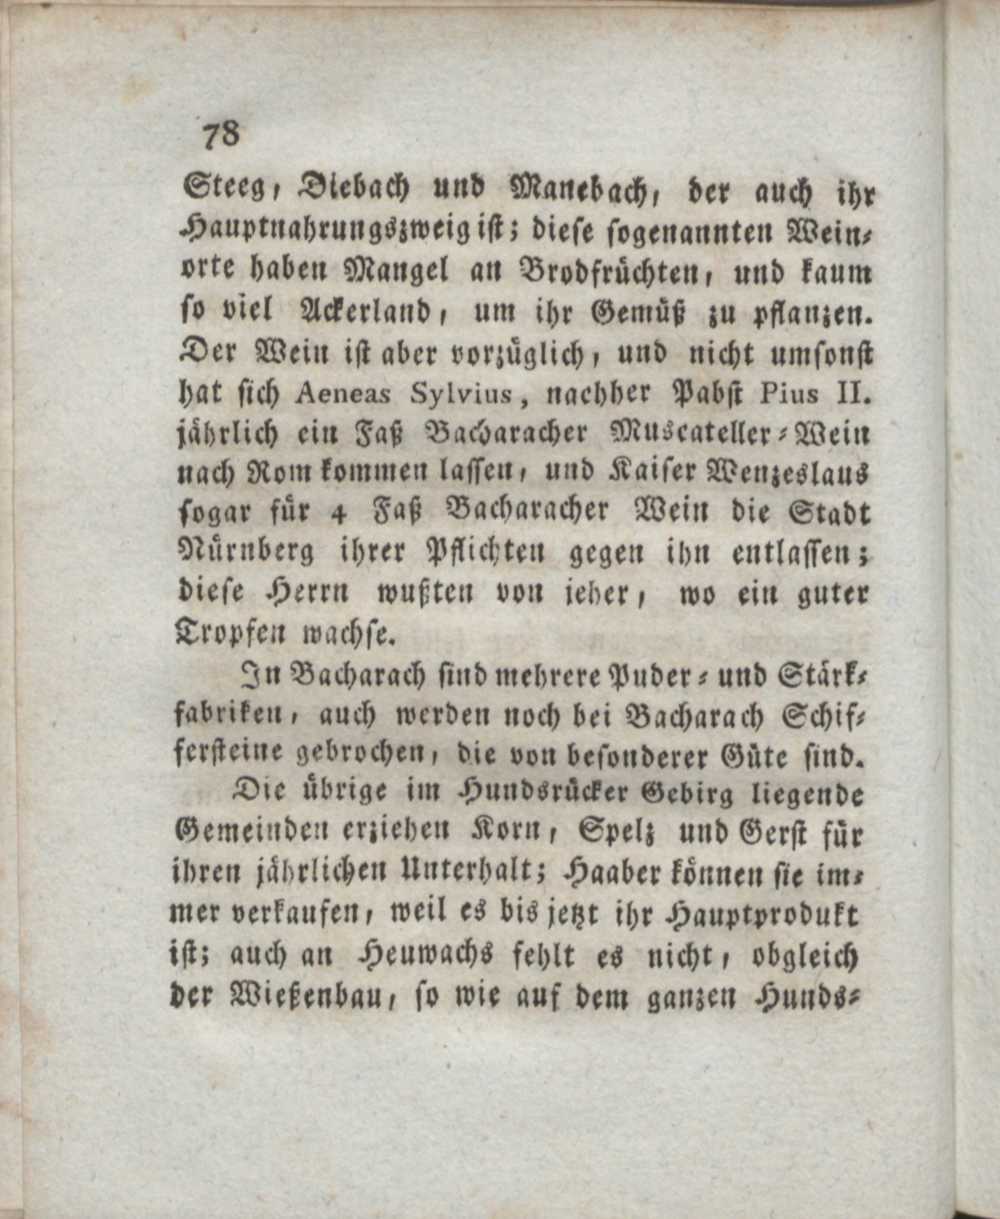 78
Steeg, Diebach und Manebach, der auch ihr
Hauptnahrungszweig ist; diese sogenannten Wein-
orte haben Mangel an Brodfrüchten, und kaum
so viel Ackerland, um ihr Gemüß zu pflanzen.
Der Wein ist aber vorzüglich, und nicht umsonst
hat sich Aeneas Sylvius, nachher Pabst Pius II.
jährlich ein Faß Bacharacher Muscateller-Wein
nach Rom kommen lassen, und Kaiser Wenzeslaus
sogar für 4 Faß Bacharacher Wein die Stadt
Nürnberg ihrer Pflichten gegen ihn entlassen;
diese Herrn wußten von jeher, wo ein guter
Tropfen wachse.
In Bacharach sind mehrere Puder- und Stärk-
fabriken, auch werden noch bei Bacharach Schif-
fersteine gebrochen, die von besonderer Güte sind.
Die übrige im Hundsrücker Gebirg liegende
Gemeinden erziehen Korn, Spelz und Gerst für
ihren jährlichen Unterhalt; Haaber können sie im-
mer verkaufen, weil es bis jetzt ihr Hauptprodukt
ist; auch an Heuwachs fehlt es nicht, obgleich
der Wießenbau, so wie auf dem ganzen Hunds-